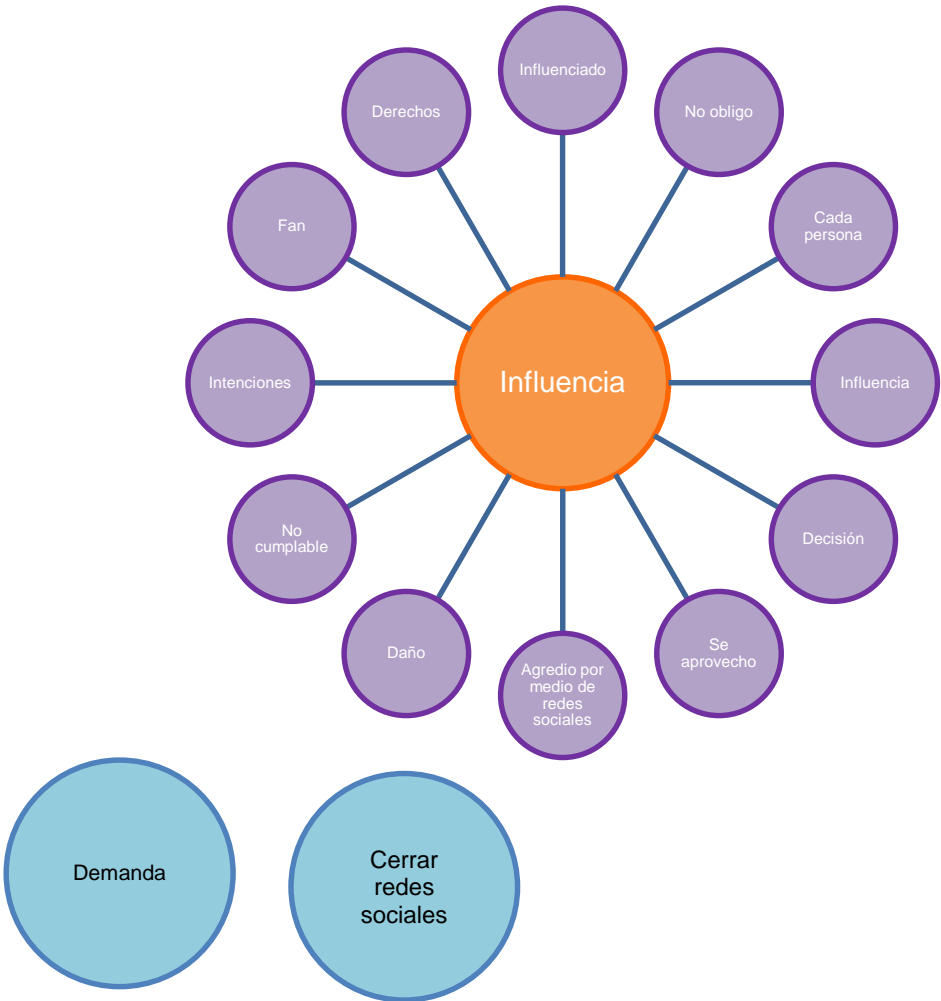 Influenciado
Derechos
No obligo
Fan
Cada
persona
Intenciones
Influencia
Influencia
No
cumplable
Decisión
Daño
Se
aprovecho
Agredio por
medio de
redes
sociales
Demanda
Cerrar
redes
sociales